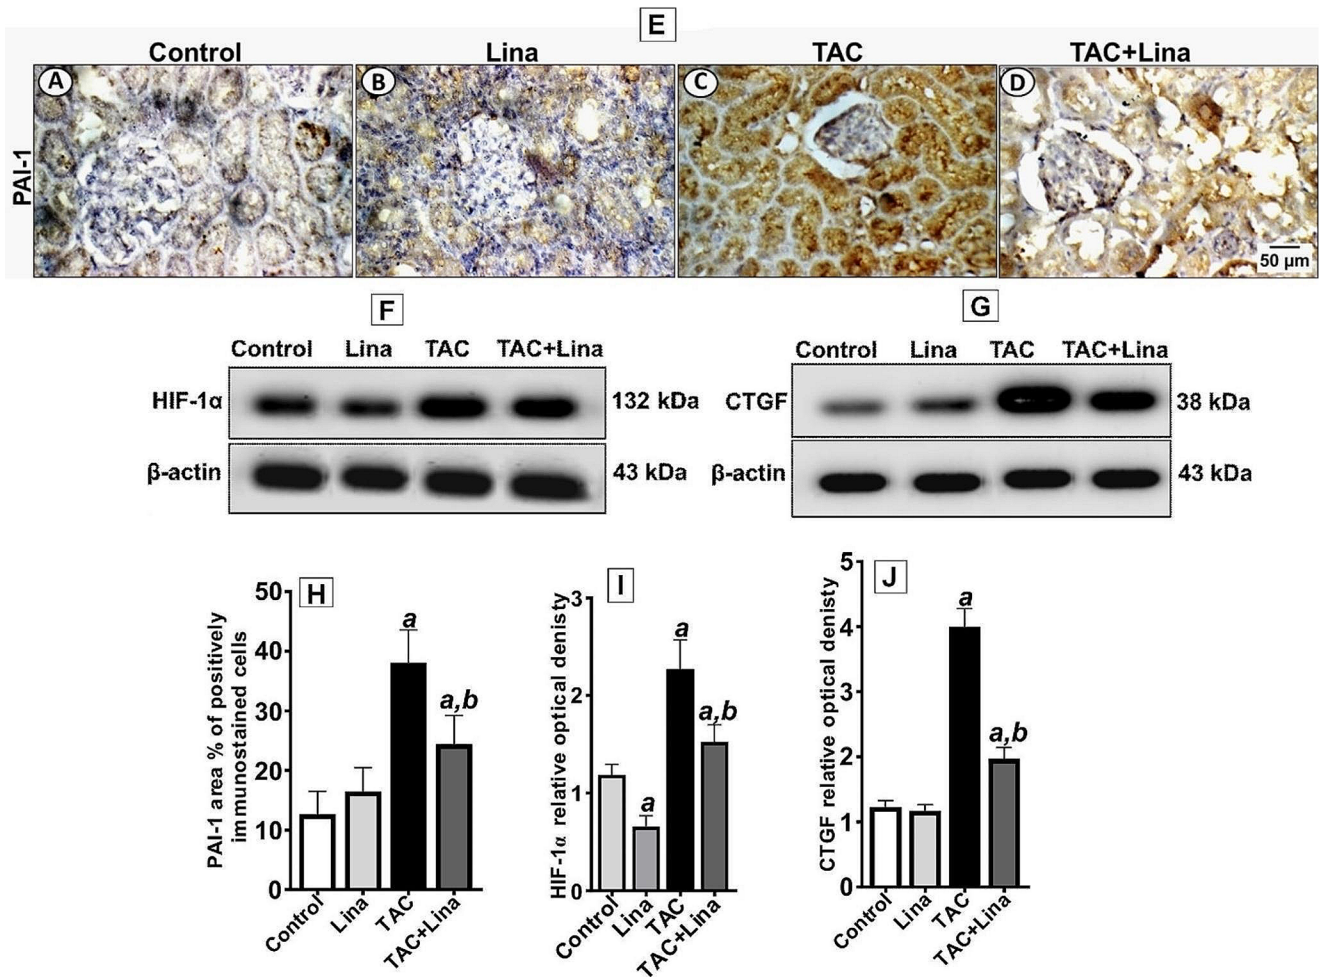 E
Control Lina TAC TAC+Lina
A B C D
PAI-1
50 µm
F
Control Lina TAC TAC+Lina
HIF-1α 132 kDa
β-actin 43 kDa
G
Control Lina TAC TAC+Lina
CTGF 38 kDa
β-actin 43 kDa
H
PAI-1 area % of positively
immunostained cells
50
40
30
20
10
0
a
a,b
Control Lina TAC TAC+Lina
I
HIF-1α relative optical denisty
3
2
1
0
a
a
a,b
Control Lina TAC TAC+Lina
J
CTGF relative optical denisty
5
4
3
2
1
0
a
a,b
Control Lina TAC TAC+Lina